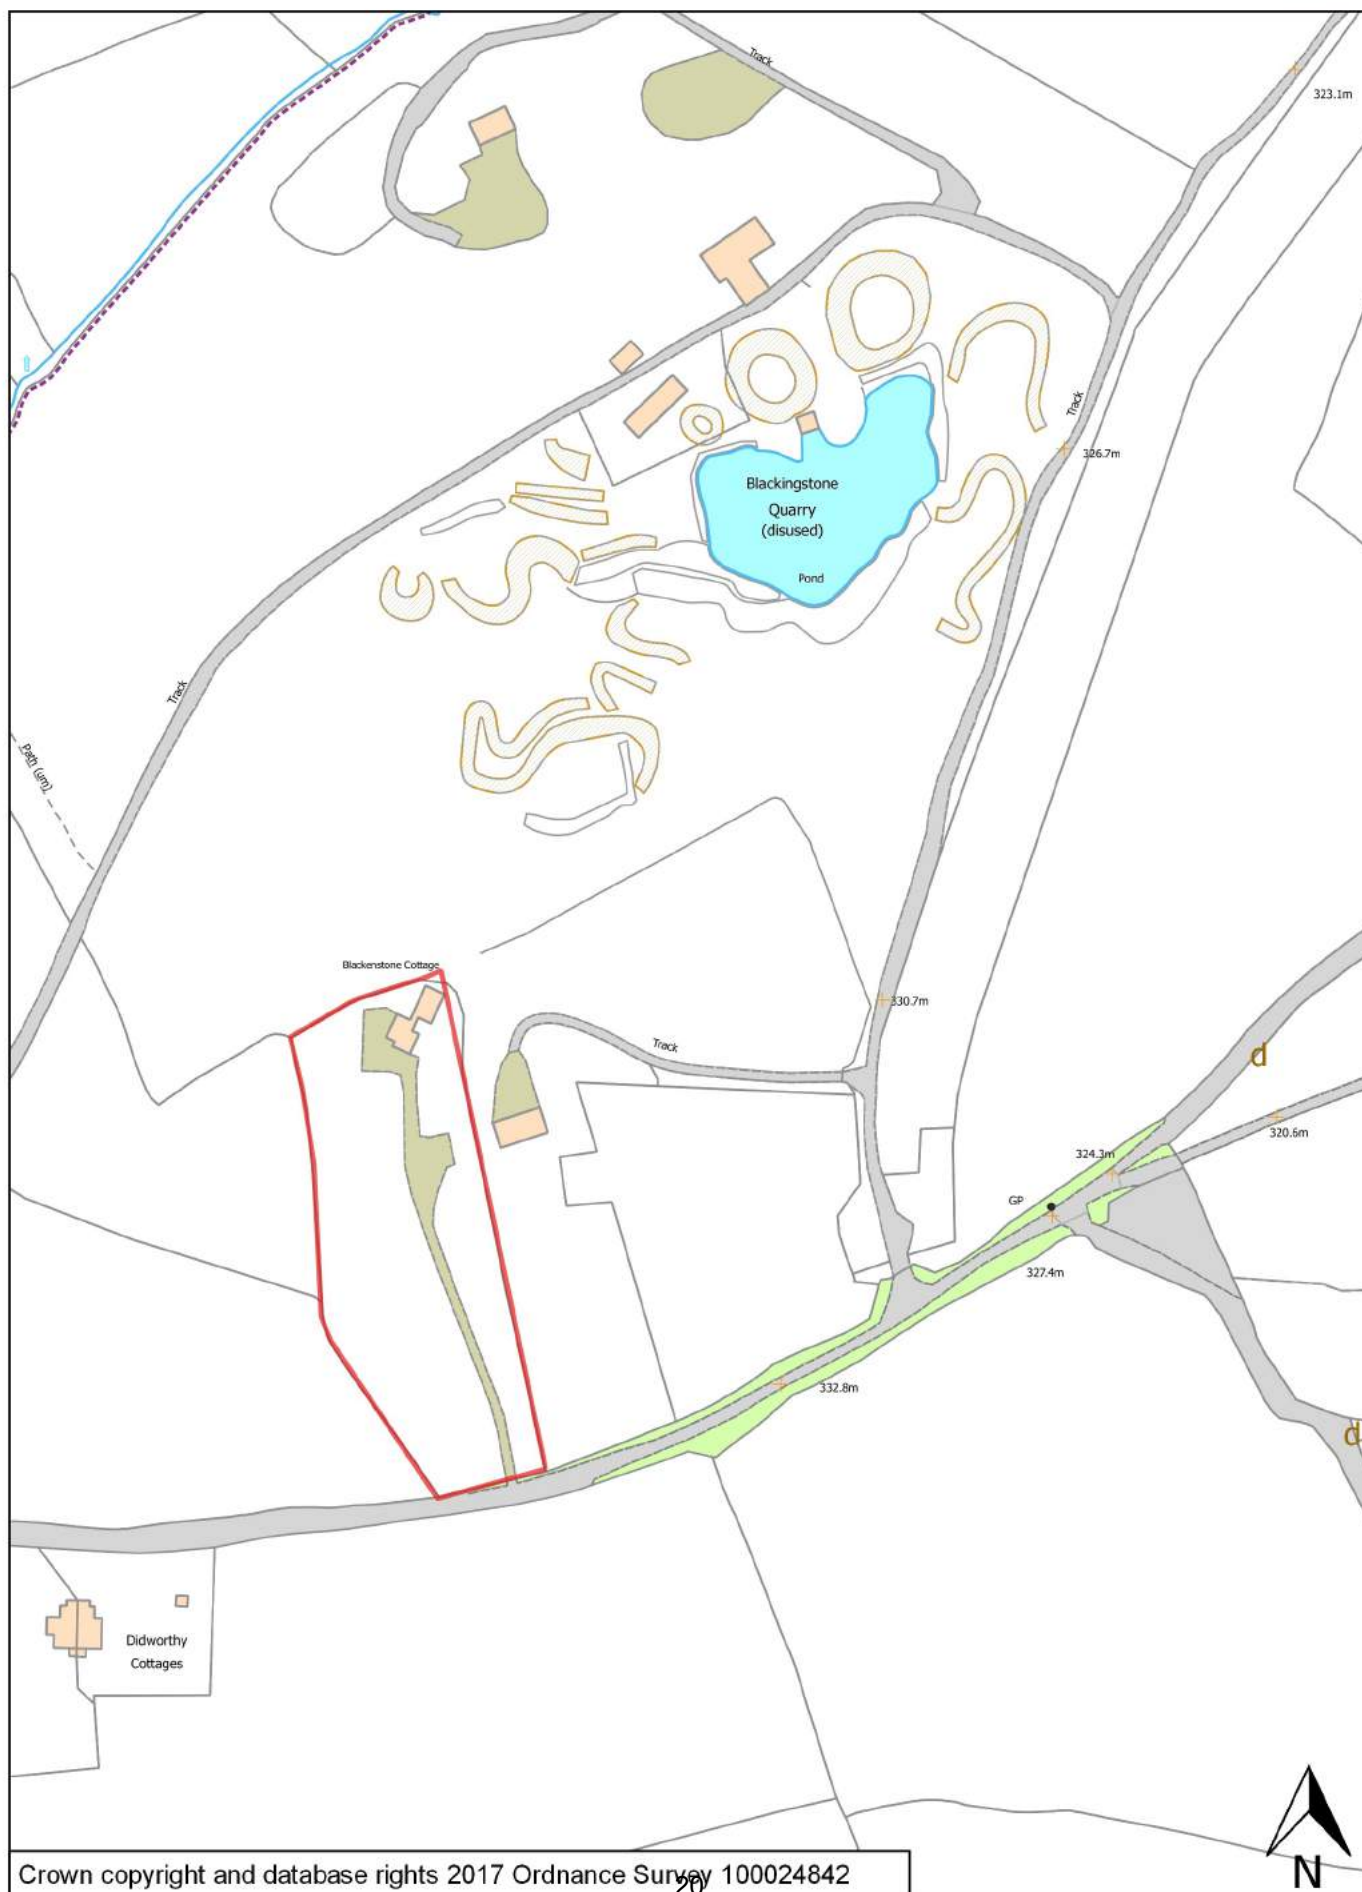 Track
323.1m
Track
326.7m
Blackingstone
Quarry
(disused)
Pond
Track
Path (um)
Blackenstone Cottage
330.7m
Track
d
320.6m
324.3m
GP
327.4m
332.8m
d
Didworthy
Cottages
N
Crown copyright and database rights 2017 Ordnance Survey 100024842
20